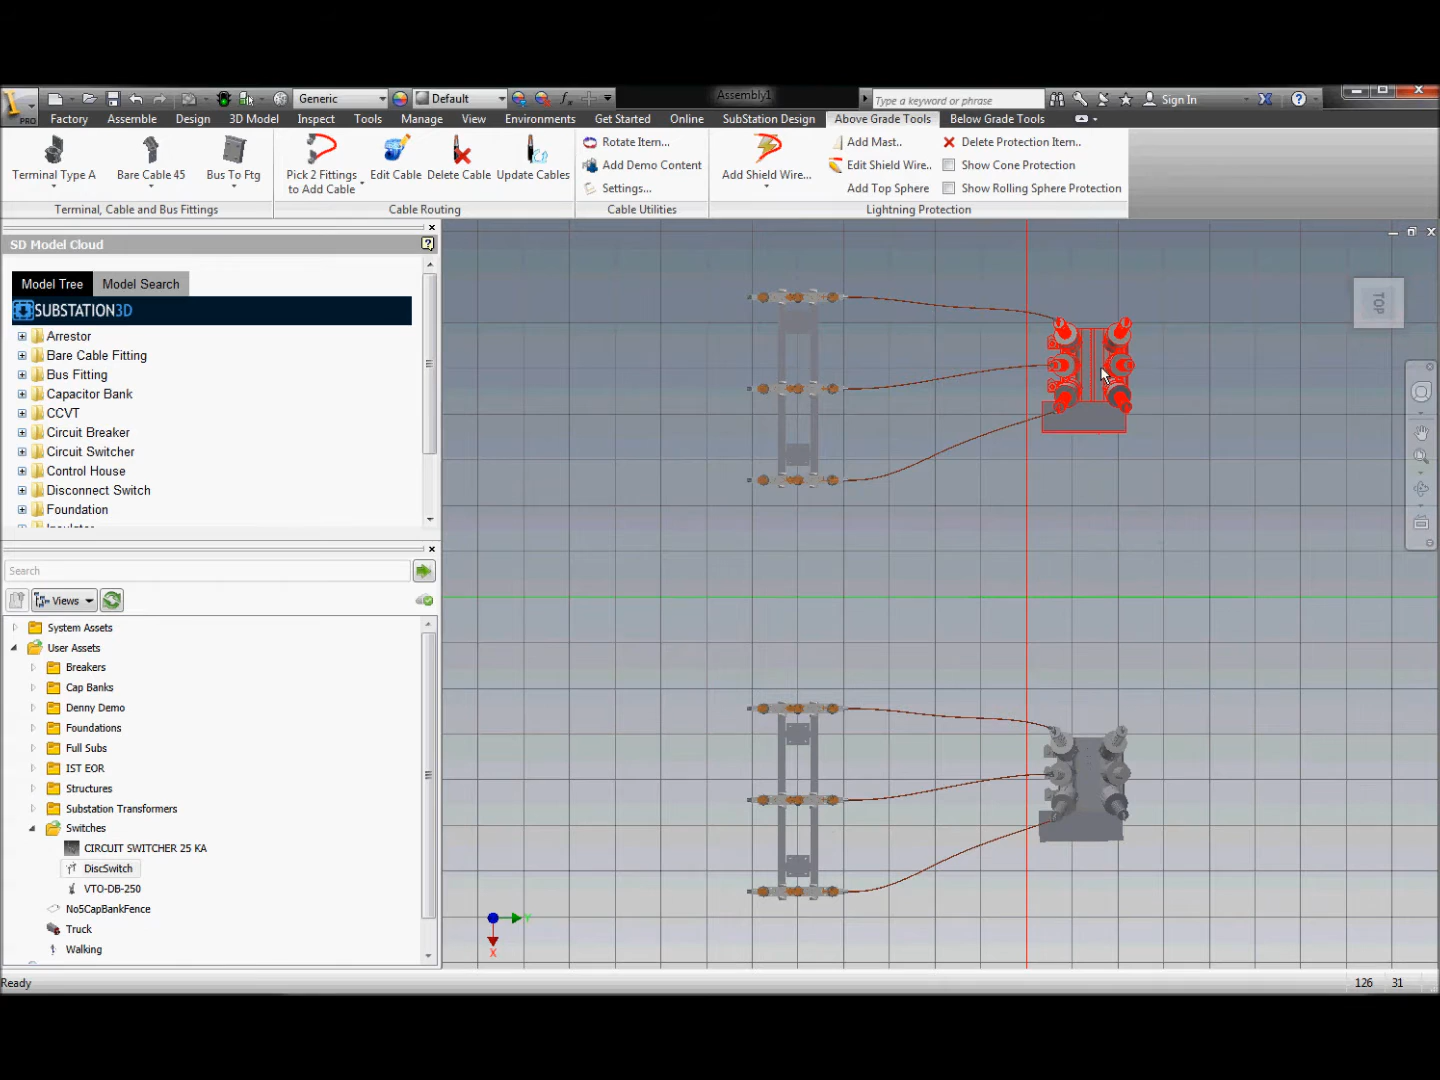 PRO
Generic
Default
Assembly1
Type a keyword or phrase
Sign In
Factory Assemble Design 3D Model Inspect Tools Manage View Environments Get Started Online SubStation Design Above Grade Tools Below Grade Tools
Terminal Type A
Bare Cable 45
Bus To Ftg
Pick 2 Fittings
to Add Cable
Edit Cable
Delete Cable
Update Cables
Rotate Item...
Add Demo Content
Settings...
Add Shield Wire...
Add Mast..
Edit Shield Wire..
Add Top Sphere
Delete Protection Item..
Show Cone Protection
Show Rolling Sphere Protection
Terminal, Cable and Bus Fittings
Cable Routing
Cable Utilities
Lightning Protection
SD Model Cloud
Model Tree
Model Search
SUBSTATION3D
Arrestor
Bare Cable Fitting
Bus Fitting
Capacitor Bank
CCVT
Circuit Breaker
Circuit Switcher
Control House
Disconnect Switch
Foundation
Insulator
Search
Views
System Assets
User Assets
Breakers
Cap Banks
Denny Demo
Foundations
Full Subs
IST EOR
Structures
Substation Transformers
Switches
CIRCUIT SWITCHER 25 KA
DiscSwitch
VTO-DB-250
No5CapBankFence
Truck
Walking
TOP
Y
X
Ready
126 31